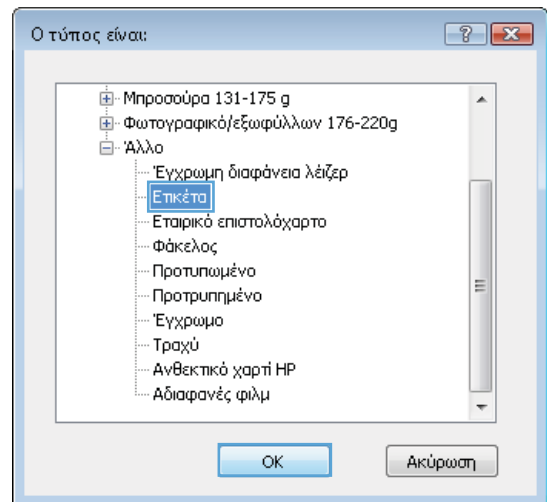 Ο τύπος είναι:
Μπροσούρα 131-175 g
Φωτογραφικό/εξωφύλλων 176-220g
Άλλο
Έγχρωμη διαφάνεια λέιζερ
Ετικέτα
Εταιρικό επιστολόχαρτο
Φάκελος
Προτυπωμένο
Προτρυπημένο
Έγχρωμο
Τραχύ
Ανθεκτικό χαρτί HP
Αδιαφανές φιλμ
OK
Ακύρωση